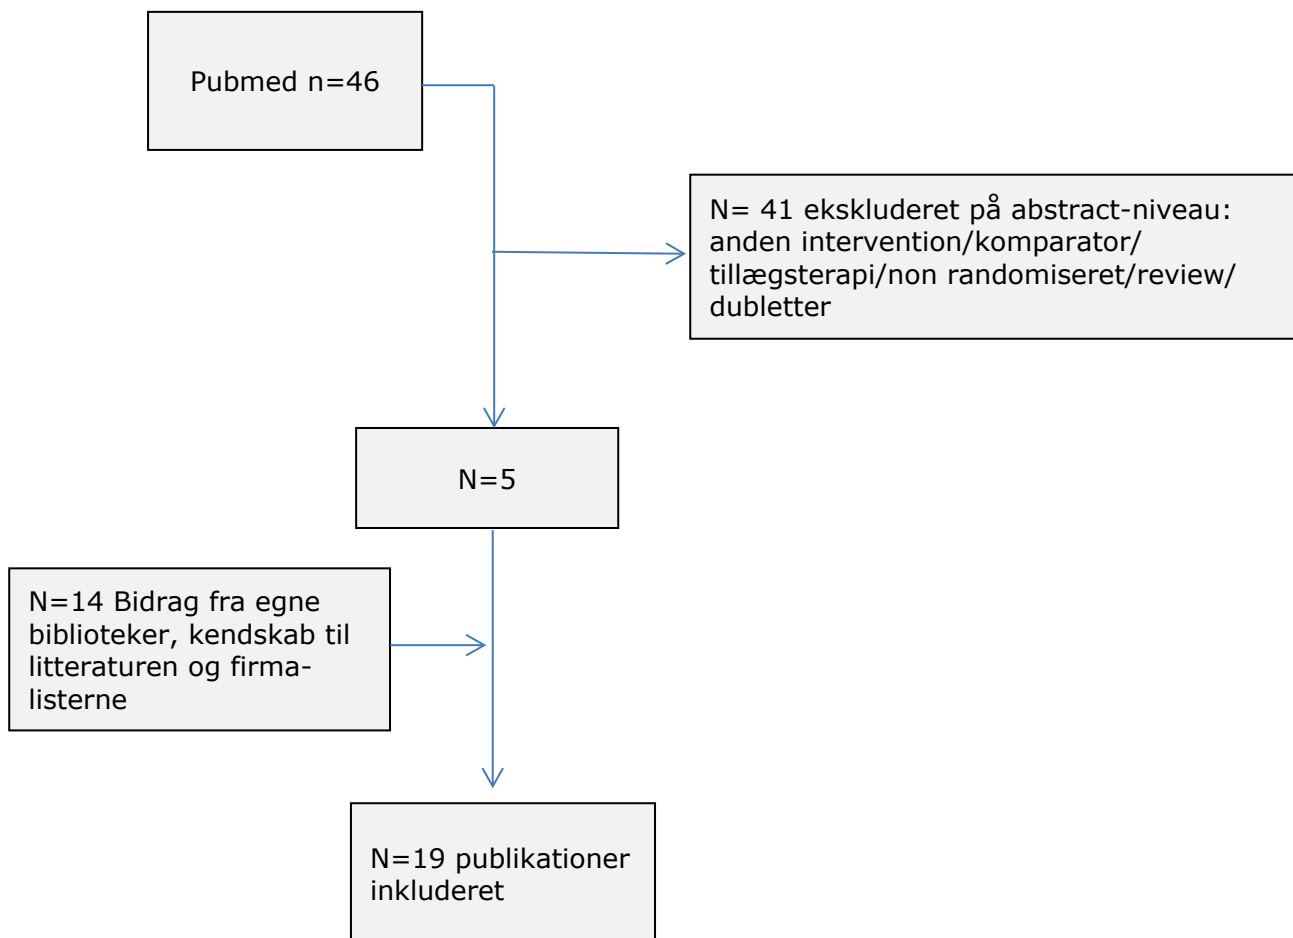 Pubmed n=46
N= 41 ekskluderet på abstract-niveau:
anden intervention/komparator/
tillægsterapi/non randomiseret/review/
dubletter
N=5
N=14 Bidrag fra egne
biblioteker, kendskab til
litteraturen og firma-
listerne
N=19 publikationer
inkluderet